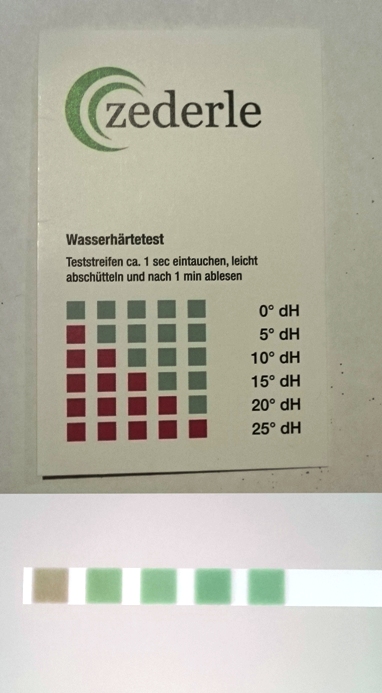 zederle
Wasserhärtetest
Teststreifen ca. 1 sec eintauchen, leicht
abschütteln und nach 1 min ablesen
0° dH
5° dH
10° dH
15° dH
20° dH
25° dH